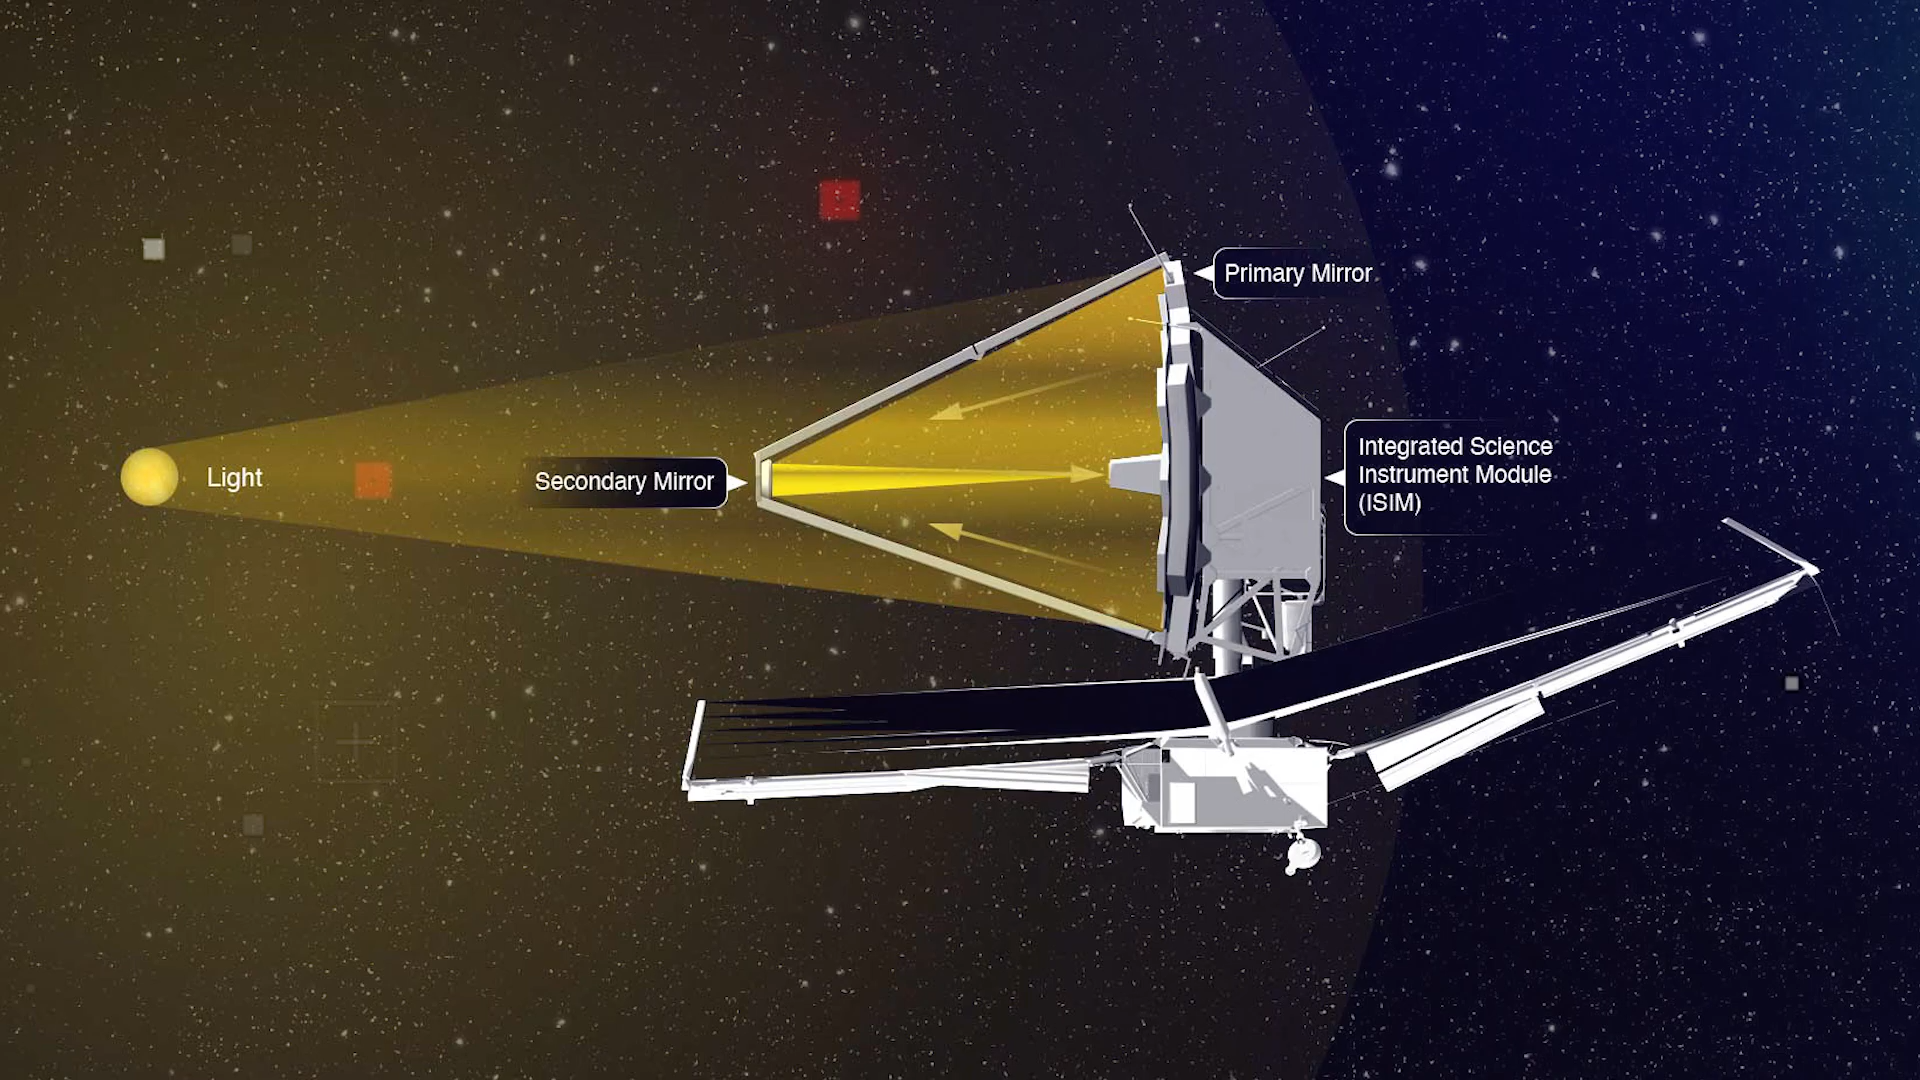 Primary Mirror
Light
Secondary Mirror
Integrated Science
Instrument Module
(ISIM)